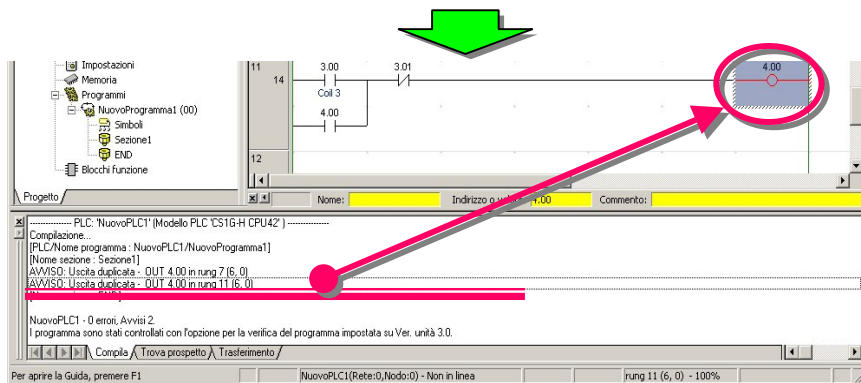 Impostazioni
Memoria
Programmi
NuovoProgramma1 (00)
Simboli
Sezione1
END
Blocchi funzione
Progetto
11
14
3.00
3.01
4.00
Coil 3
4.00
12
Nome:
Indirizzo o valore: 4.00
Commento:
---------------- PLC: 'NuovoPLC1' (Modello PLC 'CS1G-H CPU42' ) ----------------
Compilazione...
[PLC/Nome programma : NuovoPLC1/NuovoProgramma1]
[Nome sezione : Sezione1]
AVVISO: Uscita duplicata - OUT 4.00 in rung 7 (6, 0)
AVVISO: Uscita duplicata - OUT 4.00 in rung 11 (6, 0)
NuovoPLC1 - 0 errori, Avvisi 2.
I programma sono stati controllati con l'opzione per la verifica del programma impostata su Ver. unità 3.0.
Compila
Trova prospetto
Trasferimento
Per aprire la Guida, premere F1
NuovoPLC1(Rete:0,Nodo:0) - Non in linea
rung 11 (6, 0) - 100%